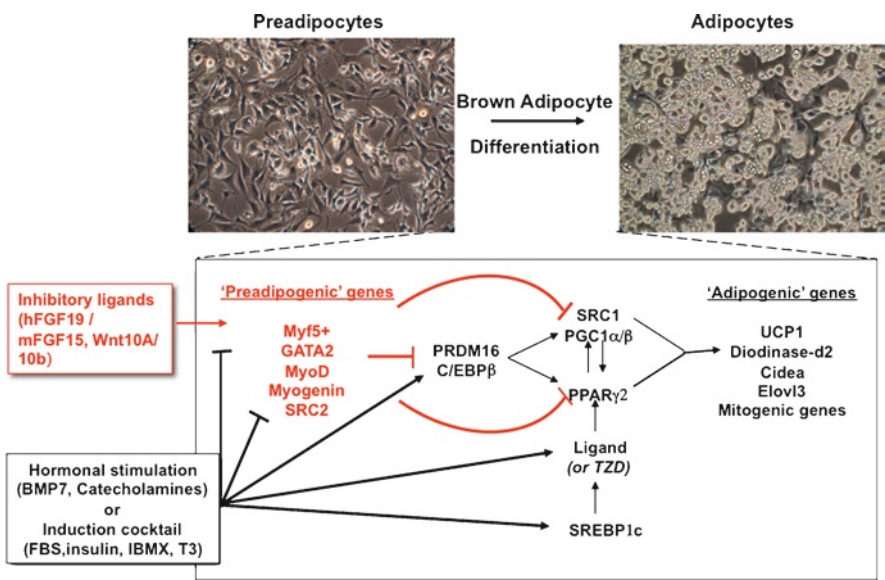 Preadipocytes
Adipocytes
Brown Adipocyte
Differentiation
Inhibitory ligands
(hFGF19 /
mFGF15, Wnt10A/
10b)
'Preadipogenic' genes
Myf5+
GATA2
MyoD
Myogenin
SRC2
PRDM16
C/EBPβ
SRC1
PGC1α/β
PPARγ2
Ligand
(or TZD)
SREBP1c
'Adipogenic' genes
UCP1
Diodinase-d2
Cidea
Elovl3
Mitogenic genes
Hormonal stimulation
(BMP7, Catecholamines)
or
Induction cocktail
(FBS,insulin, IBMX, T3)